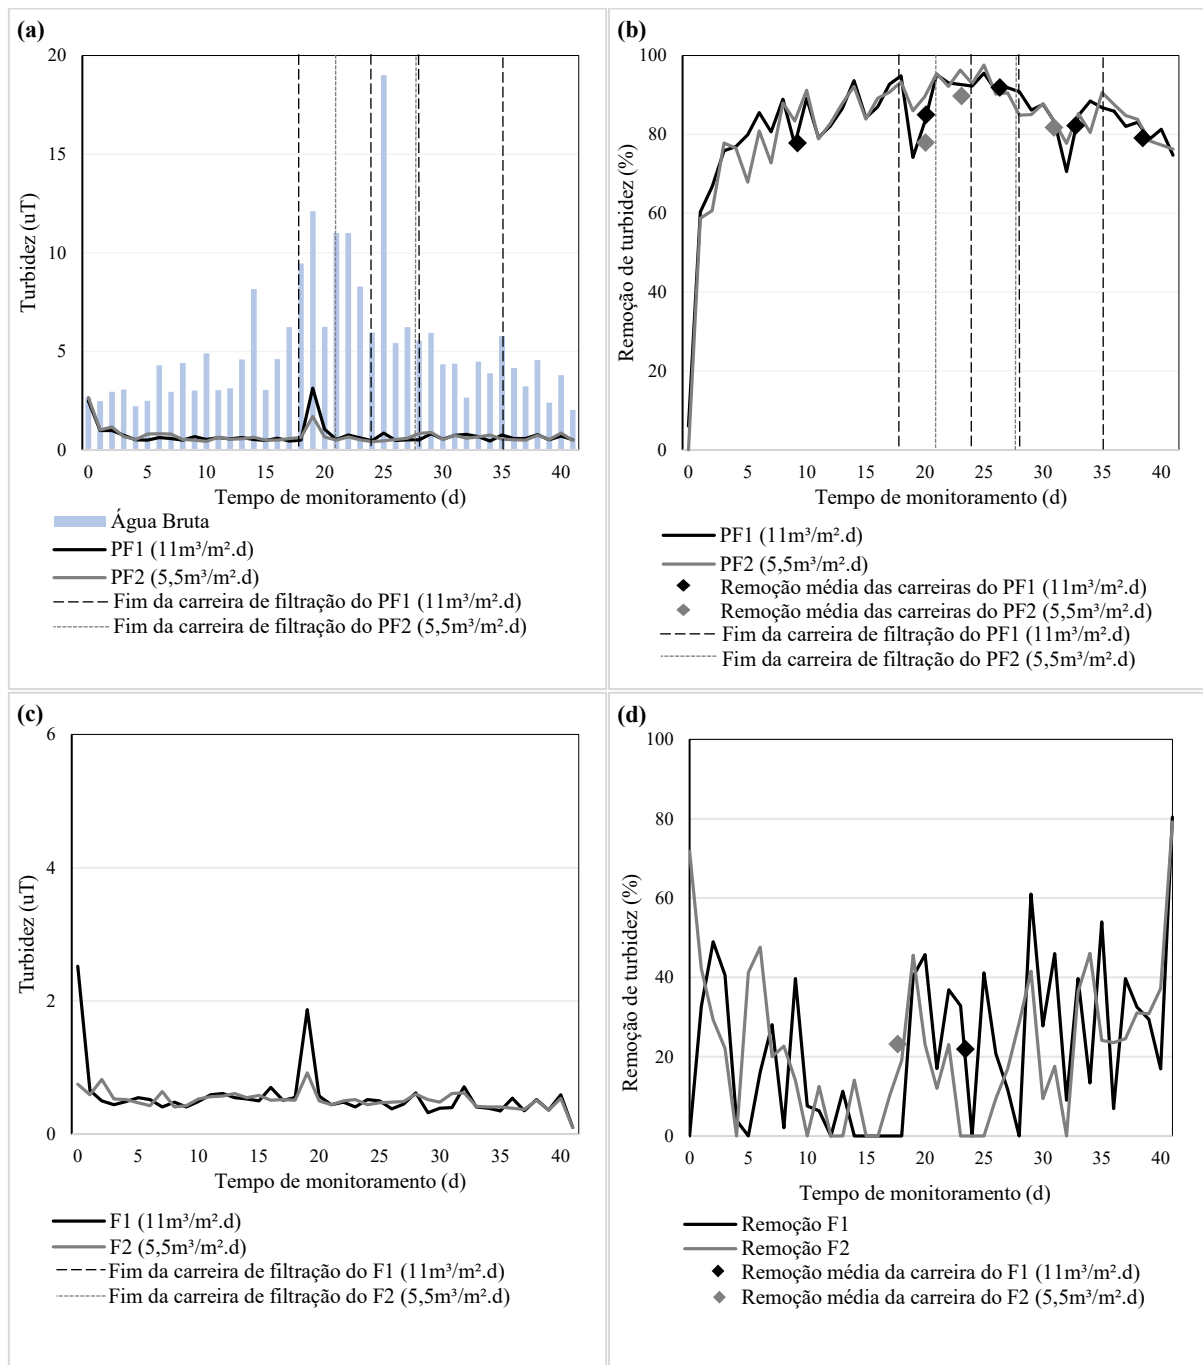 (a)
20
15
10
5
0
Turbidez (uT)
0 5 10 15 20 25 30 35 40
Tempo de monitoramento (d)
Água Bruta
PF1 (11m³/m².d)
PF2 (5,5m³/m².d)
Fim da carreira de filtração do PF1 (11m³/m².d)
Fim da carreira de filtração do PF2 (5,5m³/m².d)
(b)
100
80
60
40
20
0
Remoção de turbidez (%)
0 5 10 15 20 25 30 35 40
Tempo de monitoramento (d)
PF1 (11m³/m².d)
PF2 (5,5m³/m².d)
Remoção média das carreiras do PF1 (11m³/m².d)
Remoção média das carreiras do PF2 (5,5m³/m².d)
Fim da carreira de filtração do PF1 (11m³/m².d)
Fim da carreira de filtração do PF2 (5,5m³/m².d)
(c)
6
4
2
0
Turbidez (uT)
0 5 10 15 20 25 30 35 40
Tempo de monitoramento (d)
F1 (11m³/m².d)
F2 (5,5m³/m².d)
Fim da carreira de filtração do F1 (11m³/m².d)
Fim da carreira de filtração do F2 (5,5m³/m².d)
(d)
100
80
60
40
20
0
Remoção de turbidez (%)
0 5 10 15 20 25 30 35 40
Tempo de monitoramento (d)
Remoção F1
Remoção F2
Remoção média da carreira do F1 (11m³/m².d)
Remoção média da carreira do F2 (5,5m³/m².d)